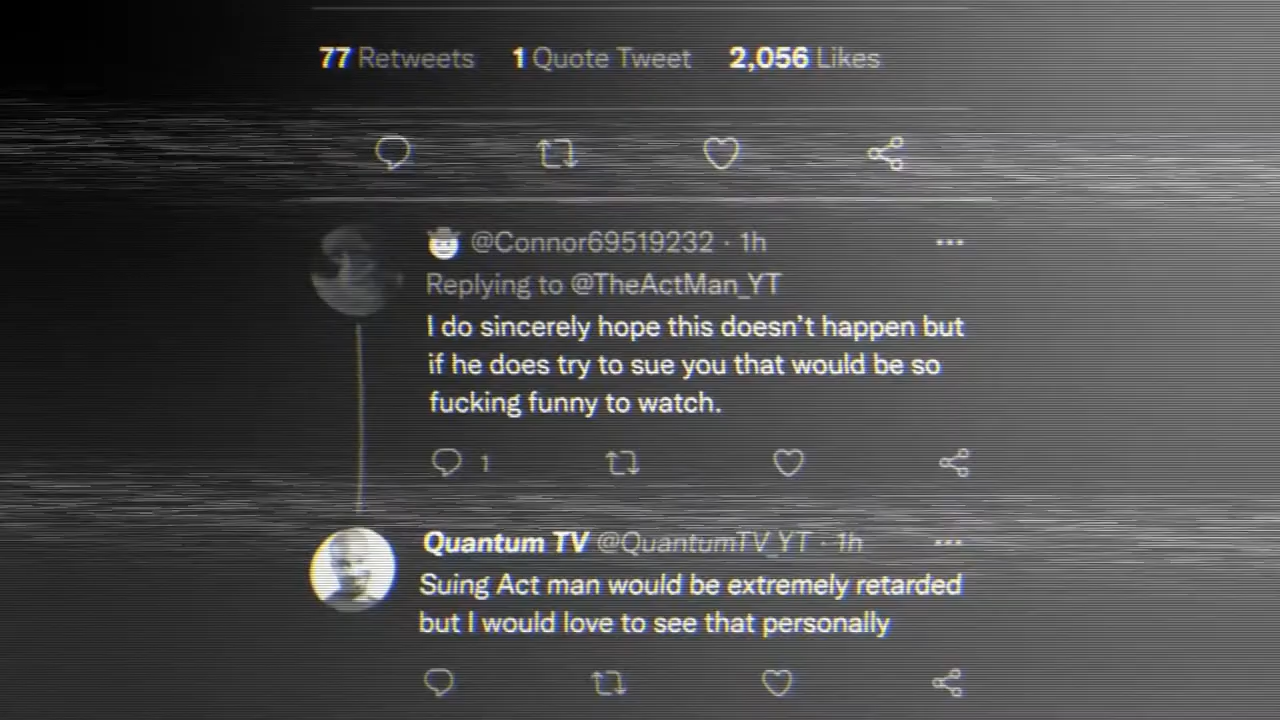 77 Retweets 1 Quote Tweet 2,056 Likes
@Connor69519232 · 1h
Replying to @TheActMan_YT
I do sincerely hope this doesn't happen but
if he does try to sue you that would be so
fucking funny to watch.
1
Quantum TV @QuantumTV_YT · 1h
Suing Act man would be extremely retarded
but I would love to see that personally